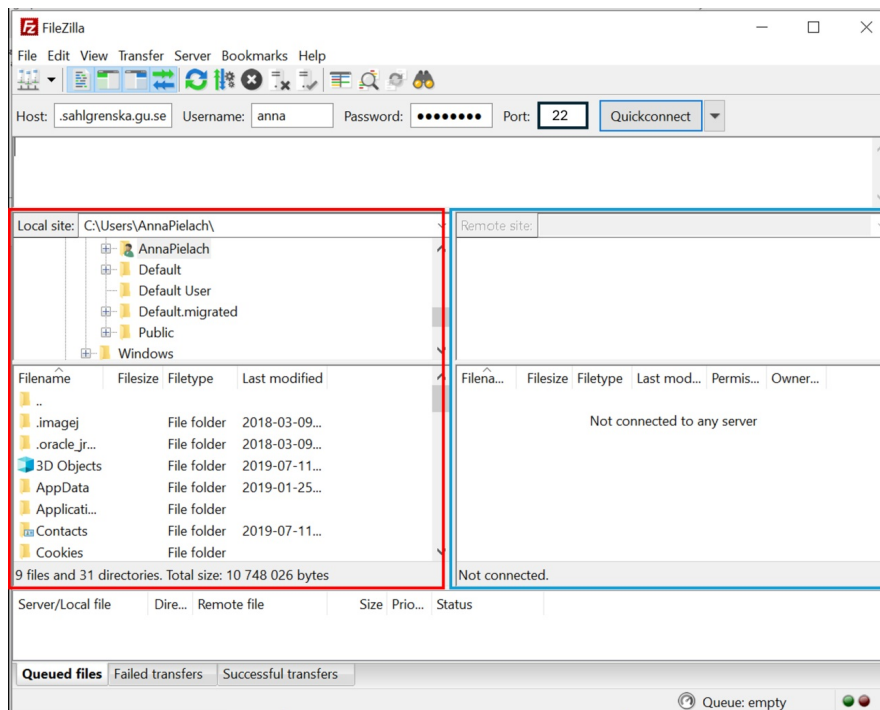 FileZilla
File Edit View Transfer Server Bookmarks Help
Host: .sahlgrenska.gu.se Username: anna Password: ●●●●●●●● Port: 22 Quickconnect
Local site: C:\Users\AnnaPielach\
Remote site:
AnnaPielach
Default
Default User
Default.migrated
Public
Windows
Filename Filesize Filetype Last modified
..
.imagej File folder 2018-03-09...
.oracle_jr... File folder 2018-03-09...
3D Objects File folder 2019-07-11...
AppData File folder 2019-01-25...
Applicati... File folder
Contacts File folder 2019-07-11...
Cookies File folder
9 files and 31 directories. Total size: 10 748 026 bytes
Filena... Filesize Filetype Last mod... Permis... Owner...
Not connected to any server
Not connected.
Server/Local file Dire... Remote file Size Prio... Status
Queued files Failed transfers Successful transfers
Queue: empty